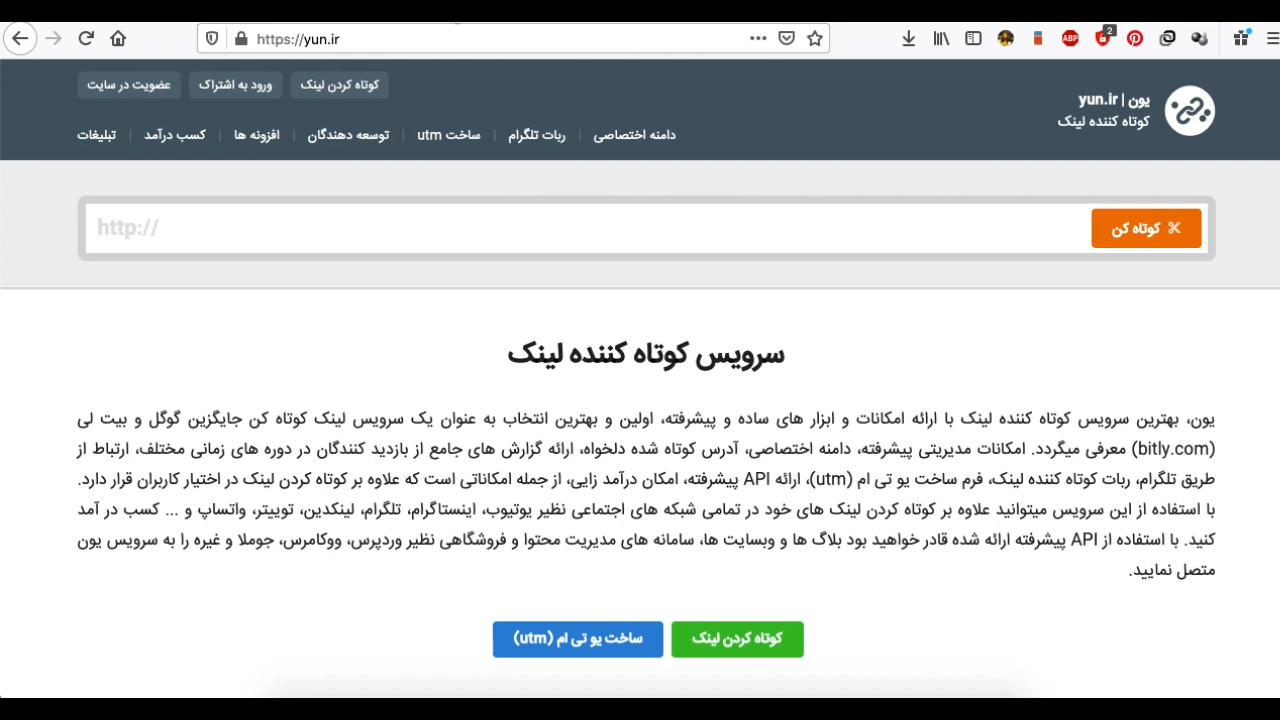 https://yun.ir
2
ABP
یون | yun.ir
کوتاه کننده لینک
کوتاه کردن لینک
ورود به اشتراک
عضویت در سایت
دامنه اختصاصی | ربات تلگرام | ساخت utm | توسعه دهندگان | افزونه ها | کسب درآمد | تبلیغات
http://
کوتاه کن
سرویس کوتاه کننده لینک
یون، بهترین سرویس کوتاه کننده لینک با ارائه امکانات و ابزار های ساده و پیشرفته، اولین و بهترین انتخاب به عنوان یک سرویس لینک کوتاه کن جایگزین گوگل و بیت لی
(bitly.com) معرفی میگردد. امکانات مدیریتی پیشرفته، دامنه اختصاصی، آدرس کوتاه شده دلخواه، ارائه گزارش های جامع از بازدید کنندگان در دوره های زمانی مختلف، ارتباط از
طریق تلگرام، ربات کوتاه کننده لینک، فرم ساخت یو تی ام (utm)، ارائه API پیشرفته، امکان درآمد زایی، از جمله امکاناتی است که علاوه بر کوتاه کردن لینک در اختیار کاربران قرار دارد.
با استفاده از این سرویس میتوانید علاوه بر کوتاه کردن لینک های خود در تمامی شبکه های اجتماعی نظیر یوتیوب، اینستاگرام، تلگرام، لینکدین، توییتر، واتساپ و ... کسب در آمد
کنید. با استفاده از API پیشرفته ارائه شده قادر خواهید بود بلاگ ها و وبسایت ها، سامانه های مدیریت محتوا و فروشگاهی نظیر وردپرس، ووکامرس، جوملا و غیره را به سرویس یون
متصل نمایید.
کوتاه کردن لینک
ساخت یو تی ام (utm)